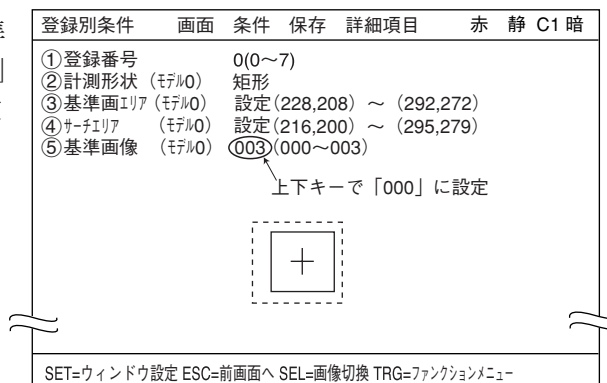 登録別条件 画面 条件 保存 詳細項目 赤 静 C1 暗
①登録番号 0(0～7)
②計測形状 (ﾓﾃﾞﾙ0) 矩形
③基準画ｴﾘｱ (ﾓﾃﾞﾙ0) 設定(228,208) ～ (292,272)
④ｻｰﾁｴﾘｱ (ﾓﾃﾞﾙ0) 設定(216,200) ～ (295,279)
⑤基準画像 (ﾓﾃﾞﾙ0) 003(000～003)
上下キーで「000」に設定
SET=ウィンドウ設定 ESC=前画面へ SEL=画像切換 TRG=ﾌｧﾝｸｼｮﾝﾒﾆｭｰ